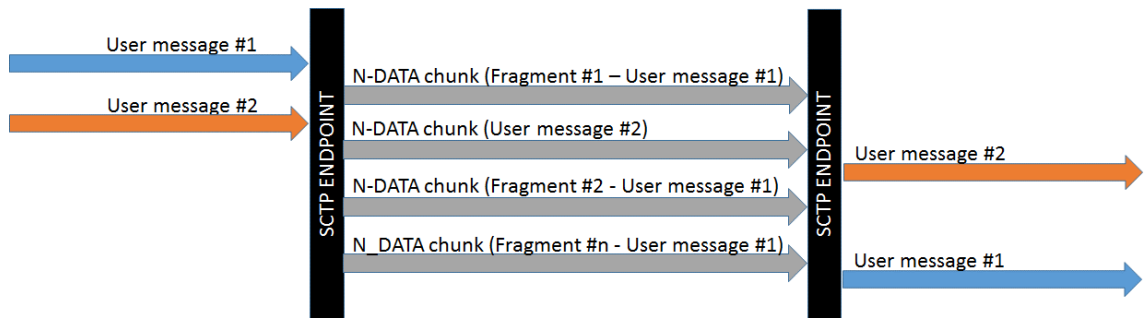 User message #1
User message #2
SCTP ENDPOINT
N-DATA chunk (Fragment #1 – User message #1)
N-DATA chunk (User message #2)
N-DATA chunk (Fragment #2 - User message #1)
N_DATA chunk (Fragment #n - User message #1)
SCTP ENDPOINT
User message #2
User message #1